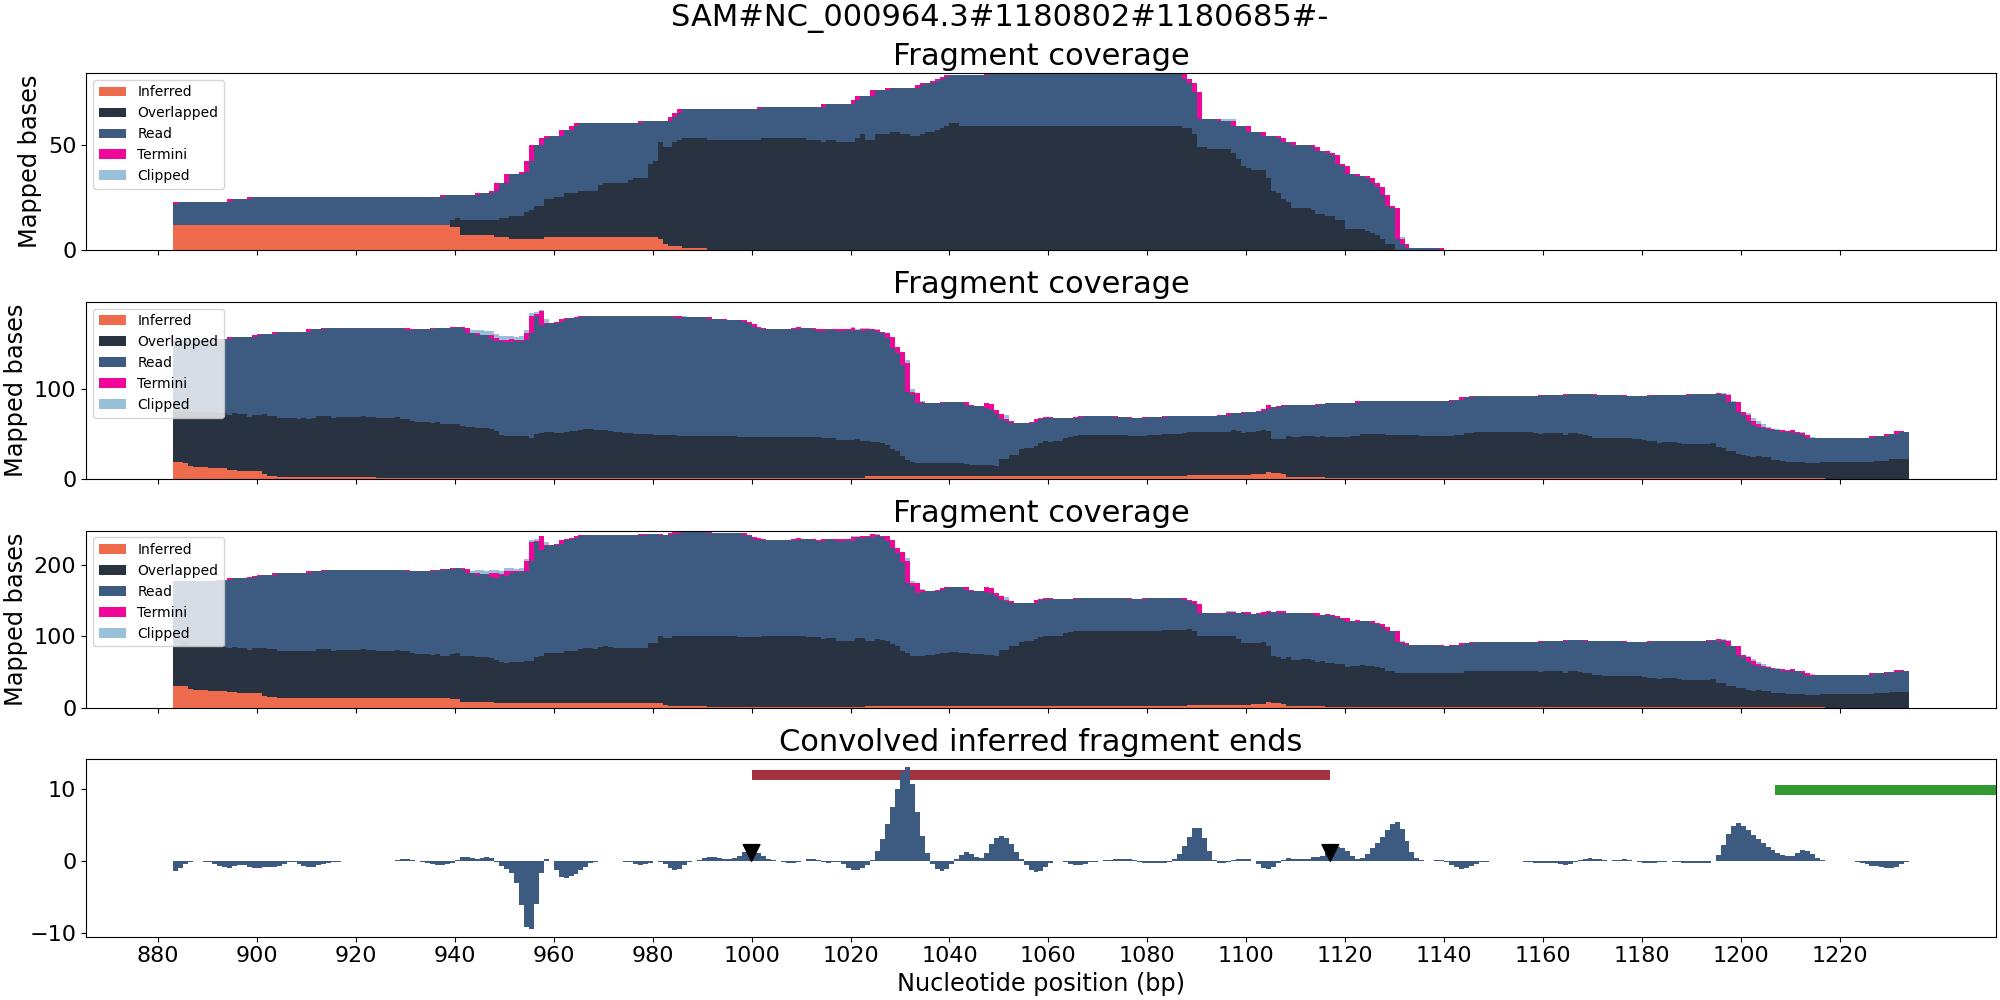 SAM#NC_000964.3#1180802#1180685#-
Fragment coverage
Mapped bases
50
0
Inferred
Overlapped
Read
Termini
Clipped
Fragment coverage
Mapped bases
100
0
Inferred
Overlapped
Read
Termini
Clipped
Fragment coverage
Mapped bases
200
100
0
Inferred
Overlapped
Read
Termini
Clipped
Convolved inferred fragment ends
10
0
−10
880 900 920 940 960 980 1000 1020 1040 1060 1080 1100 1120 1140 1160 1180 1200 1220
Nucleotide position (bp)